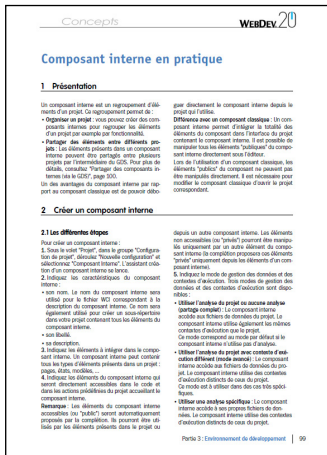 Concepts
WEBDEV 20
Composant interne en pratique
1 Présentation
Un composant interne est un regroupement d'élé-
ments d'un projet. Ce regroupement permet de :
• Organiser un projet : vous pouvez créer des com-
posants internes pour regrouper les éléments
d'un projet par exemple par fonctionnalité.
• Partager des éléments entre différents pro-
jets : Les éléments présents dans un composant
interne peuvent être partagés entre plusieurs
projets par l'intermédiaire du GDS. Pour plus de
détails, consultez "Partager des composants in-
ternes (via le GDS)", page 100.
Un des avantages du composant interne par rap-
port au composant classique est de pouvoir débo-
guer directement le composant interne depuis le
projet qui l'utilise.
Différence avec un composant classique : Un com-
posant interne permet d'intégrer la totalité des
éléments du composant dans l'interface du projet
contenant le composant interne. Il est possible de
manipuler tous les éléments "publiques" du compo-
sant interne directement sous l'éditeur.
Lors de l'utilisation d'un composant classique, les
éléments "publics" du composant ne peuvent pas
être manipulés directement. Il est nécessaire pour
modifier le composant classique d'ouvrir le projet
correspondant.
2 Créer un composant interne
2.1 Les différentes étapes
Pour créer un composant interne :
1. Sous le volet "Projet", dans le groupe "Configura-
tion de projet", déroulez "Nouvelle configuration" et
sélectionnez "Composant interne". L'assistant créa-
tion d'un composant interne se lance.
2. Indiquez les caractéristiques du composant
interne :
• son nom. Le nom du composant interne sera
utilisé pour le fichier WCI correspondant à la
description du composant interne. Ce nom sera
également utilisé pour créer un sous-répertoire
dans votre projet contenant tous les éléments du
composant interne.
• son libellé.
• sa description.
3. Indiquez les éléments à intégrer dans le compo-
sant interne. Un composant interne peut contenir
tous les types d'éléments présents dans un projet :
pages, états, modèles, ...
4. Indiquez les éléments du composant interne qui
seront directement accessibles dans le code et
dans les actions prédéfinies du projet accueillant le
composant interne.
Remarque : Les éléments du composant interne
accessibles (ou "public") seront automatiquement
proposés par la complétion. Ils pourront être uti-
lisés par les éléments présents dans le projet ou
depuis un autre composant interne. Les éléments
non accessibles (ou "privés") pourront être manipu-
lés uniquement par un autre élément du compo-
sant interne (la complétion proposera ces éléments
"privés" uniquement depuis les éléments d'un com-
posant interne).
5. Indiquez le mode de gestion des données et des
contextes d'exécution. Trois modes de gestion des
données et des contextes d'exécution sont dispo-
nibles :
• Utiliser l'analyse du projet ou aucune analyse
(partage complet) : Le composant interne
accède aux fichiers de données du projet. Le
composant interne utilise également les mêmes
contextes d'exécution que le projet.
Ce mode correspond au mode par défaut si le
composant interne n'utilise pas d'analyse.
• Utiliser l'analyse du projet avec contexte d'exé-
cution différent (mode avancé) : Le composant
interne accède aux fichiers de données du pro-
jet. Le composant interne utilise des contextes
d'exécution distincts de ceux du projet.
Ce mode est à utiliser dans des cas très spéci-
fiques.
• Utiliser une analyse spécifique : Le composant
interne accède à ses propres fichiers de don-
nées. Le composant interne utilise des contextes
d'exécution distincts de ceux du projet.
Partie 3 : Environnement de développement | 99